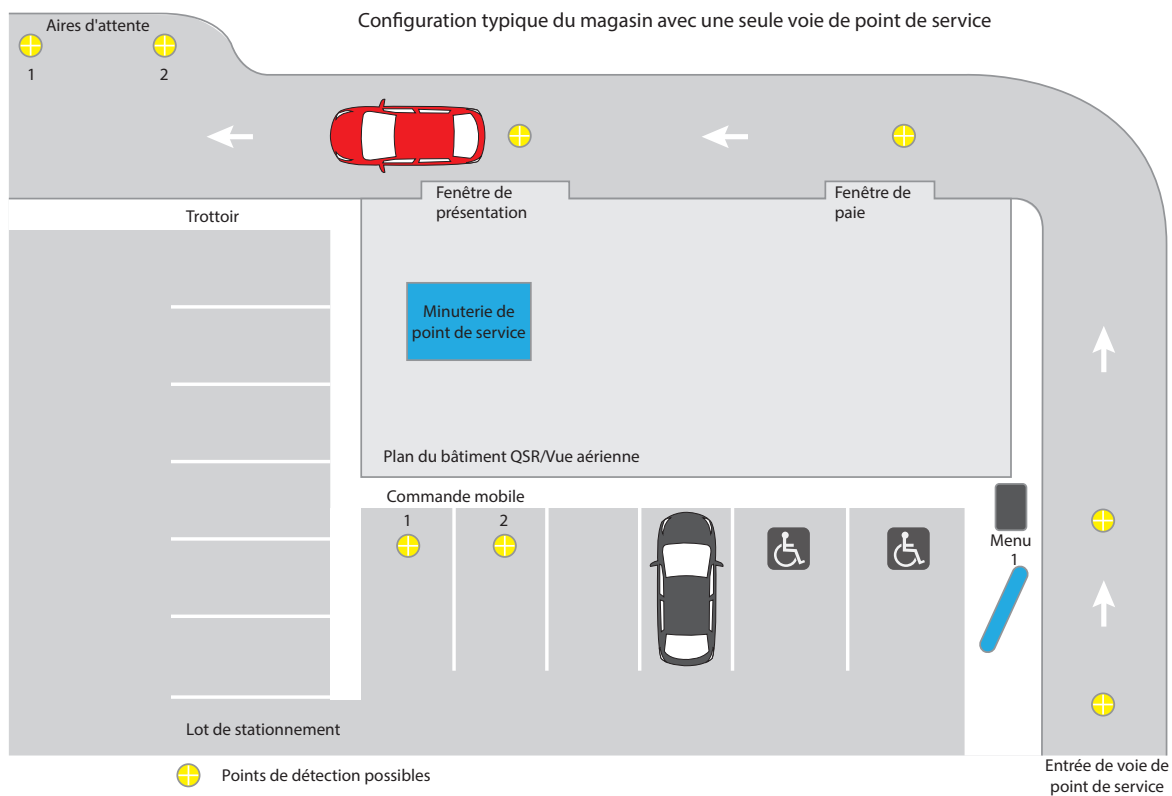 Configuration typique du magasin avec une seule voie de point de service
Aires d'attente
1
2
Fenêtre de
présentation
Fenêtre de
paie
Trottoir
Minuterie de
point de service
Plan du bâtiment QSR/Vue aérienne
Commande mobile
1
2
Menu
1
Lot de stationnement
Points de détection possibles
Entrée de voie de
point de service